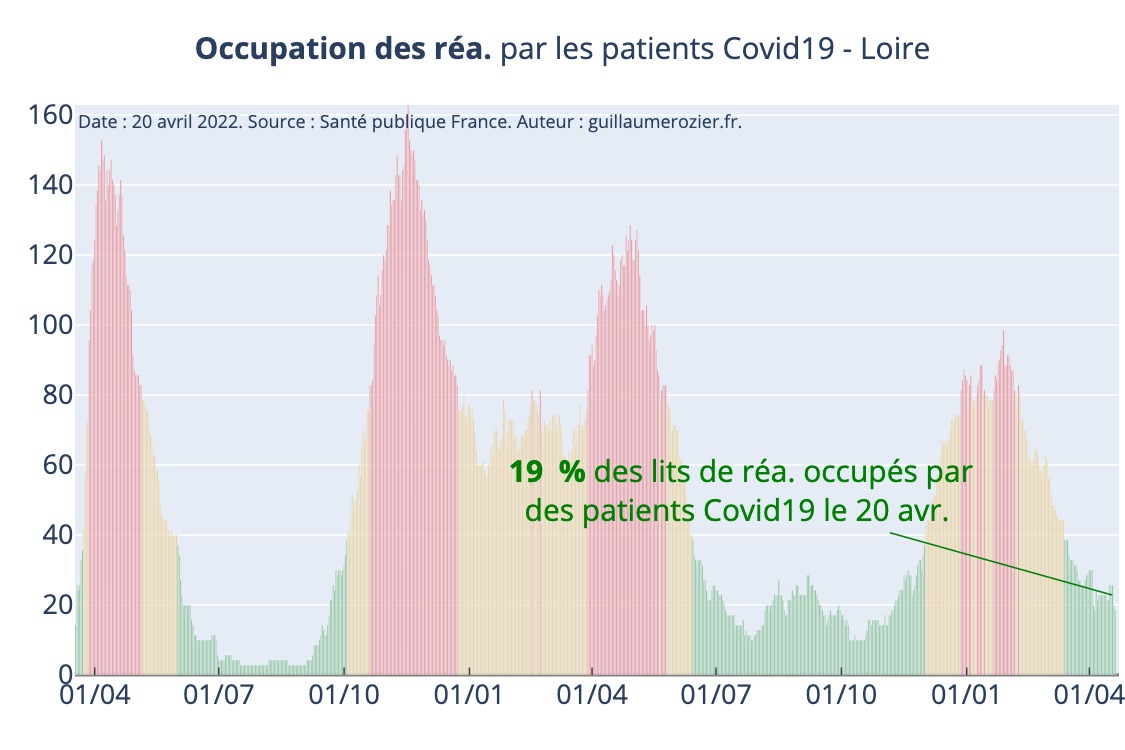 Occupation des réa. par les patients Covid19 - Loire
160
Date : 20 avril 2022. Source : Santé publique France. Auteur : guillaumerozier.fr.
140
120
100
80
60
19 % des lits de réa. occupés par
des patients Covid19 le 20 avr.
40
20
0
01/04 01/07 01/10 01/01 01/04 01/07 01/10 01/01 01/04